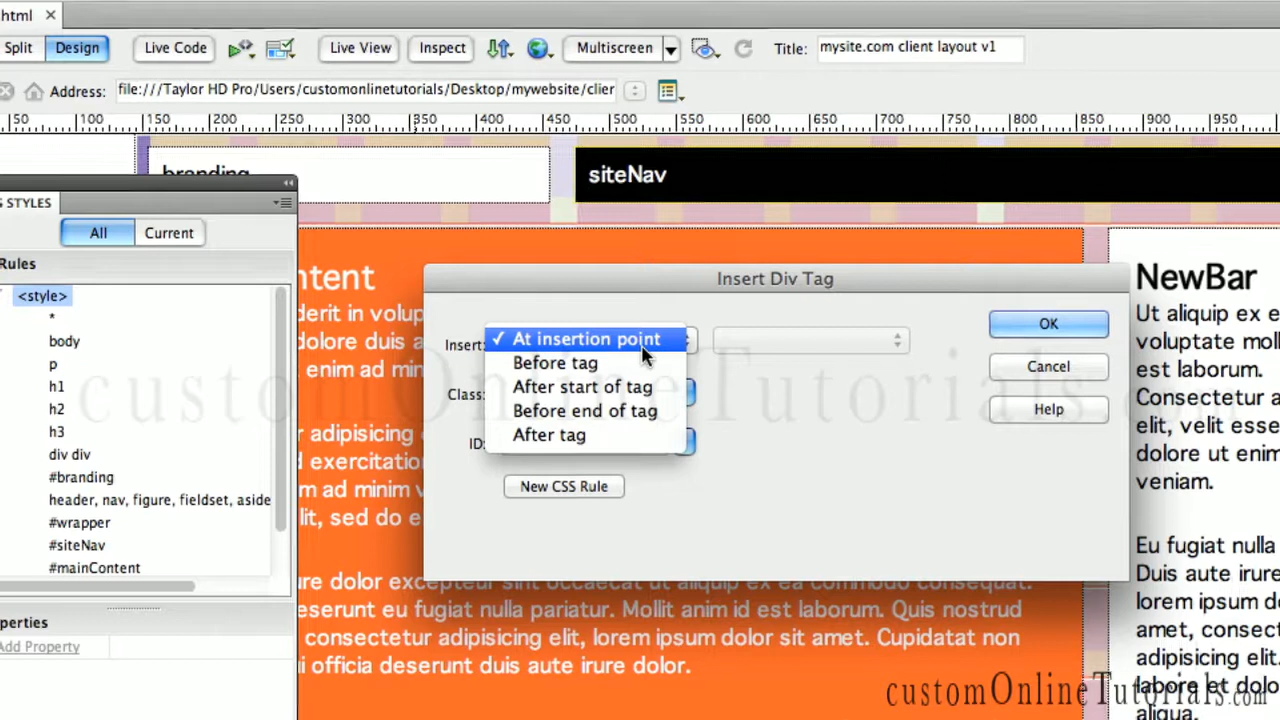 html
Split Design Live Code Live View Inspect Multiscreen Title: mysite.com client layout v1
Address: file:///Taylor HD Pro/Users/customonlinetutorials/Desktop/mywebsite/clier
50 100 150 200 250 300 350 400 450 500 550 600 650 700 750 800 850 900 950
branding
siteNav
STYLES
All Current
Rules
<style>
*
body
p
h1
h2
h3
div div
#branding
header, nav, figure, fieldset, aside
#wrapper
#siteNav
#mainContent
perties
Add Property
ntent
derit in volup
dolore duis a
enim ad min
adipisicing
exercitation
m ad minim v
lit, sed do e
ure dolor excepteur sint occaecat ut aliquip ex ea commodo consequat.
deserunt eu fugiat nulla pariatur. Mollit anim id est laborum. Quis nostrud
consectetur adipisicing elit, lorem ipsum dolor sit amet. Cupidatat non
ui officia deserunt duis aute irure dolor.
Insert Div Tag
Insert:
At insertion point
Before tag
After start of tag
Before end of tag
After tag
Class:
ID:
New CSS Rule
OK
Cancel
Help
NewBar
Ut aliquip ex e
voluptate moll
est laborum.
Consectetur a
elit, velit esse
dolore ut enim
veniam.
Eu fugiat nulla
Duis aute irure
lorem ipsum d
amet, consec
adipisicing elit.
labore et dolo
aliqua.
customOnlineTutorials.com
customOnlineTutorials.com